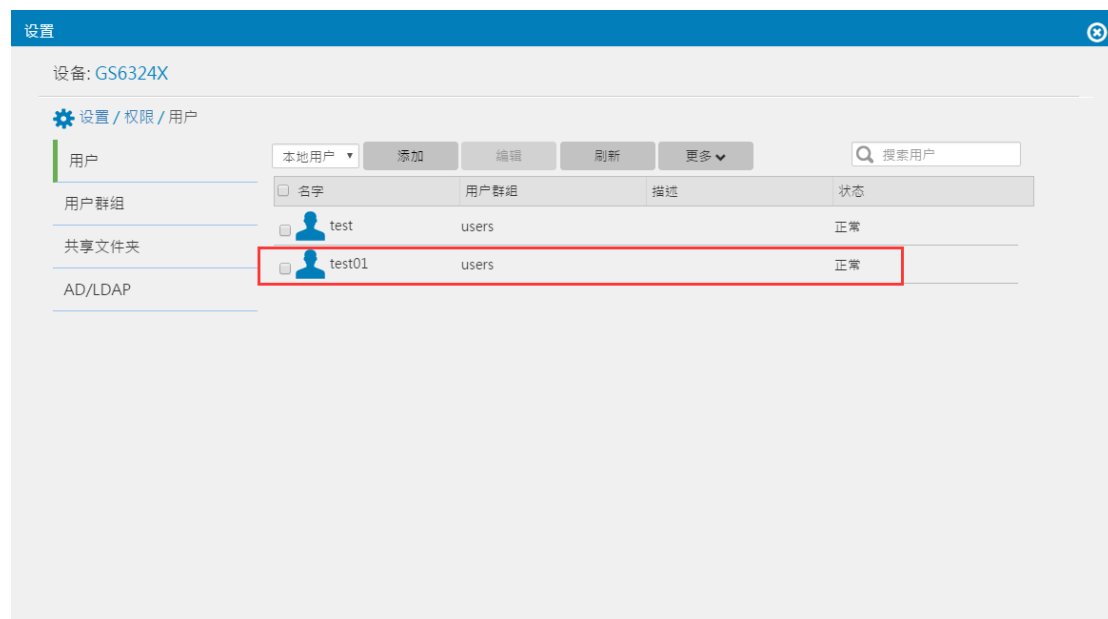 设置
设备: GS6324X
设置 / 权限 / 用户
用户
用户群组
共享文件夹
AD/LDAP
本地用户 添加 编辑 刷新 更多 搜索用户
名字 用户群组 描述 状态
test users 正常
test01 users 正常